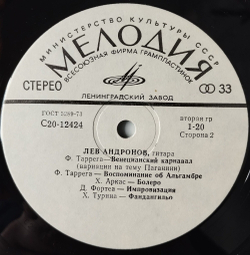 МИНИСТЕРСТВО КУЛЬТУРЫ СССР
МЕЛОДИЯ
ВСЕСОЮЗНАЯ ФИРМА ГРАМПЛАСТИНОК
СТЕРЕО
33
ЛЕНИНГРАДСКИЙ ЗАВОД
ГОСТ 5289-73
С20-12424
вторая гр
1-20
Сторона 2
ЛЕВ АНДРОНОВ, гитара
Ф. Таррега—Венецианский карнавал
(вариации на тему Паганини)
Ф. Таррега—Воспоминание об Альгамбре
Х. Аркас — Болеро
Д. Фортеа — Импровизация
Х. Турина — Фандангильо